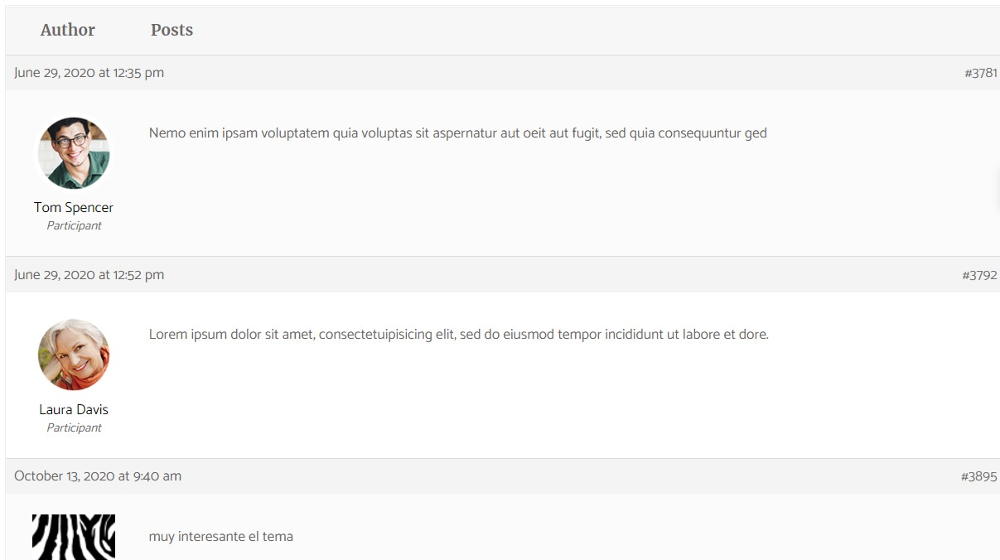 Author Posts
June 29, 2020 at 12:35 pm #3781
Nemo enim ipsam voluptatem quia voluptas sit aspernatur aut oeit aut fugit, sed quia consequuntur ged
Tom Spencer
Participant
June 29, 2020 at 12:52 pm #3792
Lorem ipsum dolor sit amet, consectetuipisicing elit, sed do eiusmod tempor incididunt ut labore et dore.
Laura Davis
Participant
October 13, 2020 at 9:40 am #3895
muy interesante el tema